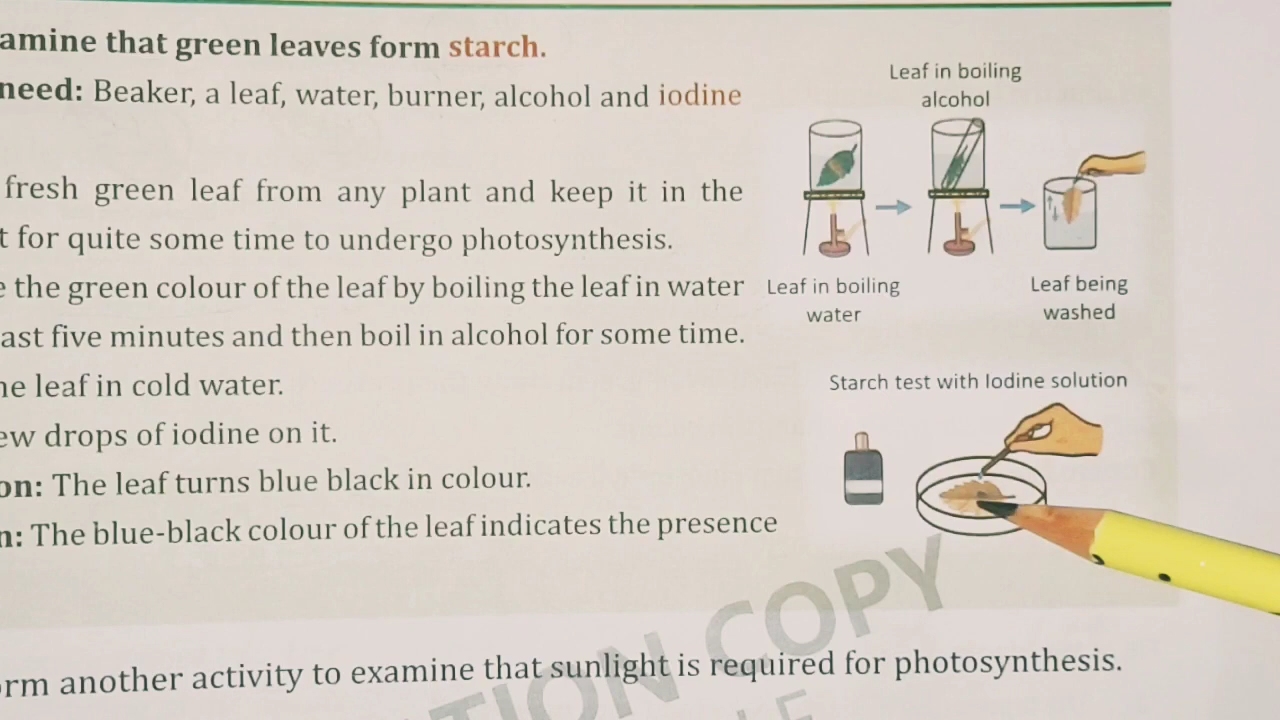 amine that green leaves form starch.
need: Beaker, a leaf, water, burner, alcohol and iodine
fresh green leaf from any plant and keep it in the
t for quite some time to undergo photosynthesis.
e the green colour of the leaf by boiling the leaf in water
ast five minutes and then boil in alcohol for some time.
he leaf in cold water.
ew drops of iodine on it.
on: The leaf turns blue black in colour.
n: The blue-black colour of the leaf indicates the presence
Leaf in boiling
alcohol
Leaf in boiling
water
Leaf being
washed
Starch test with Iodine solution
orm another activity to examine that sunlight is required for photosynthesis.
TION COPY